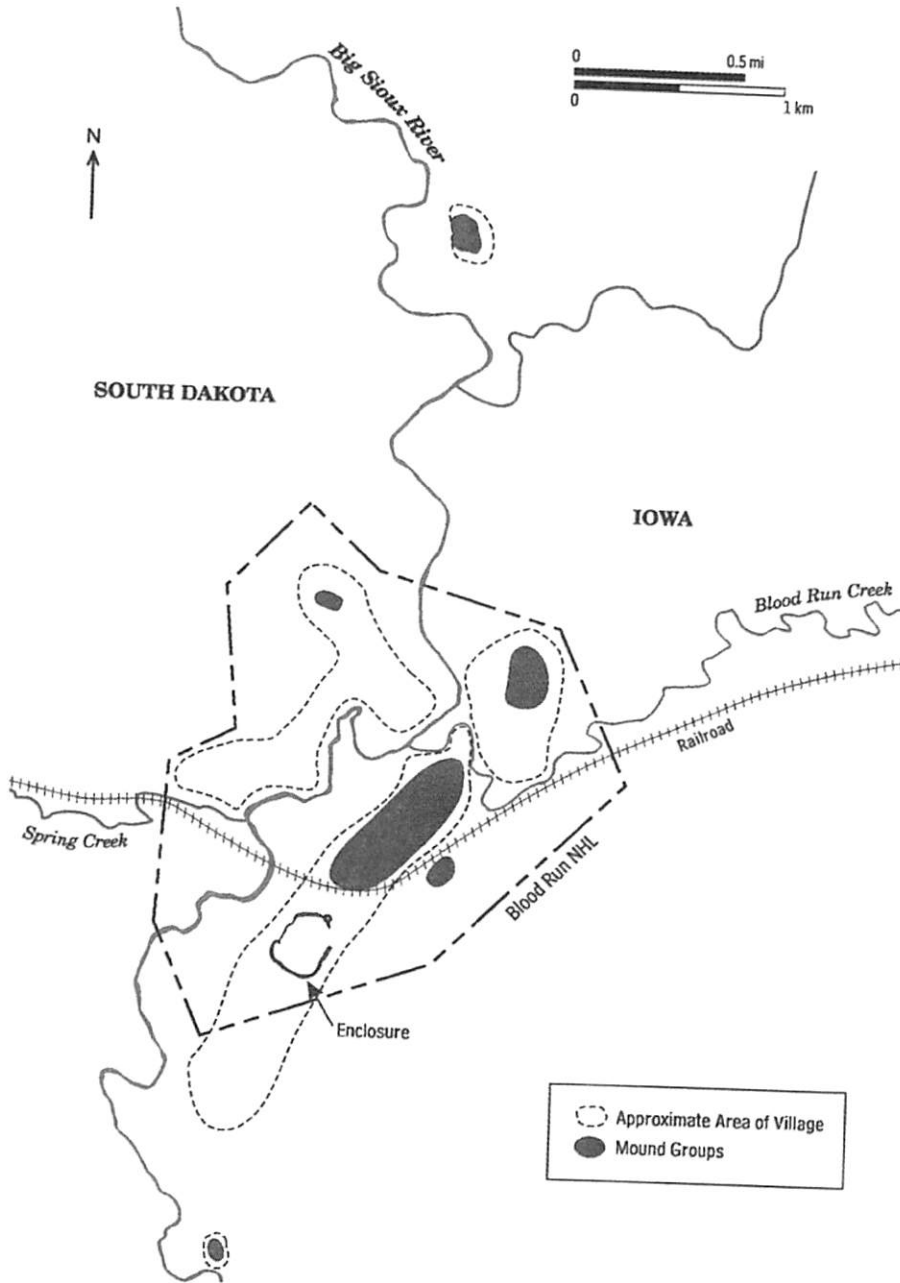 Big Sioux River
0 0.5 mi
0 1 km
N
SOUTH DAKOTA
IOWA
Blood Run Creek
Railroad
Spring Creek
Blood Run NHL
Enclosure
Approximate Area of Village
Mound Groups